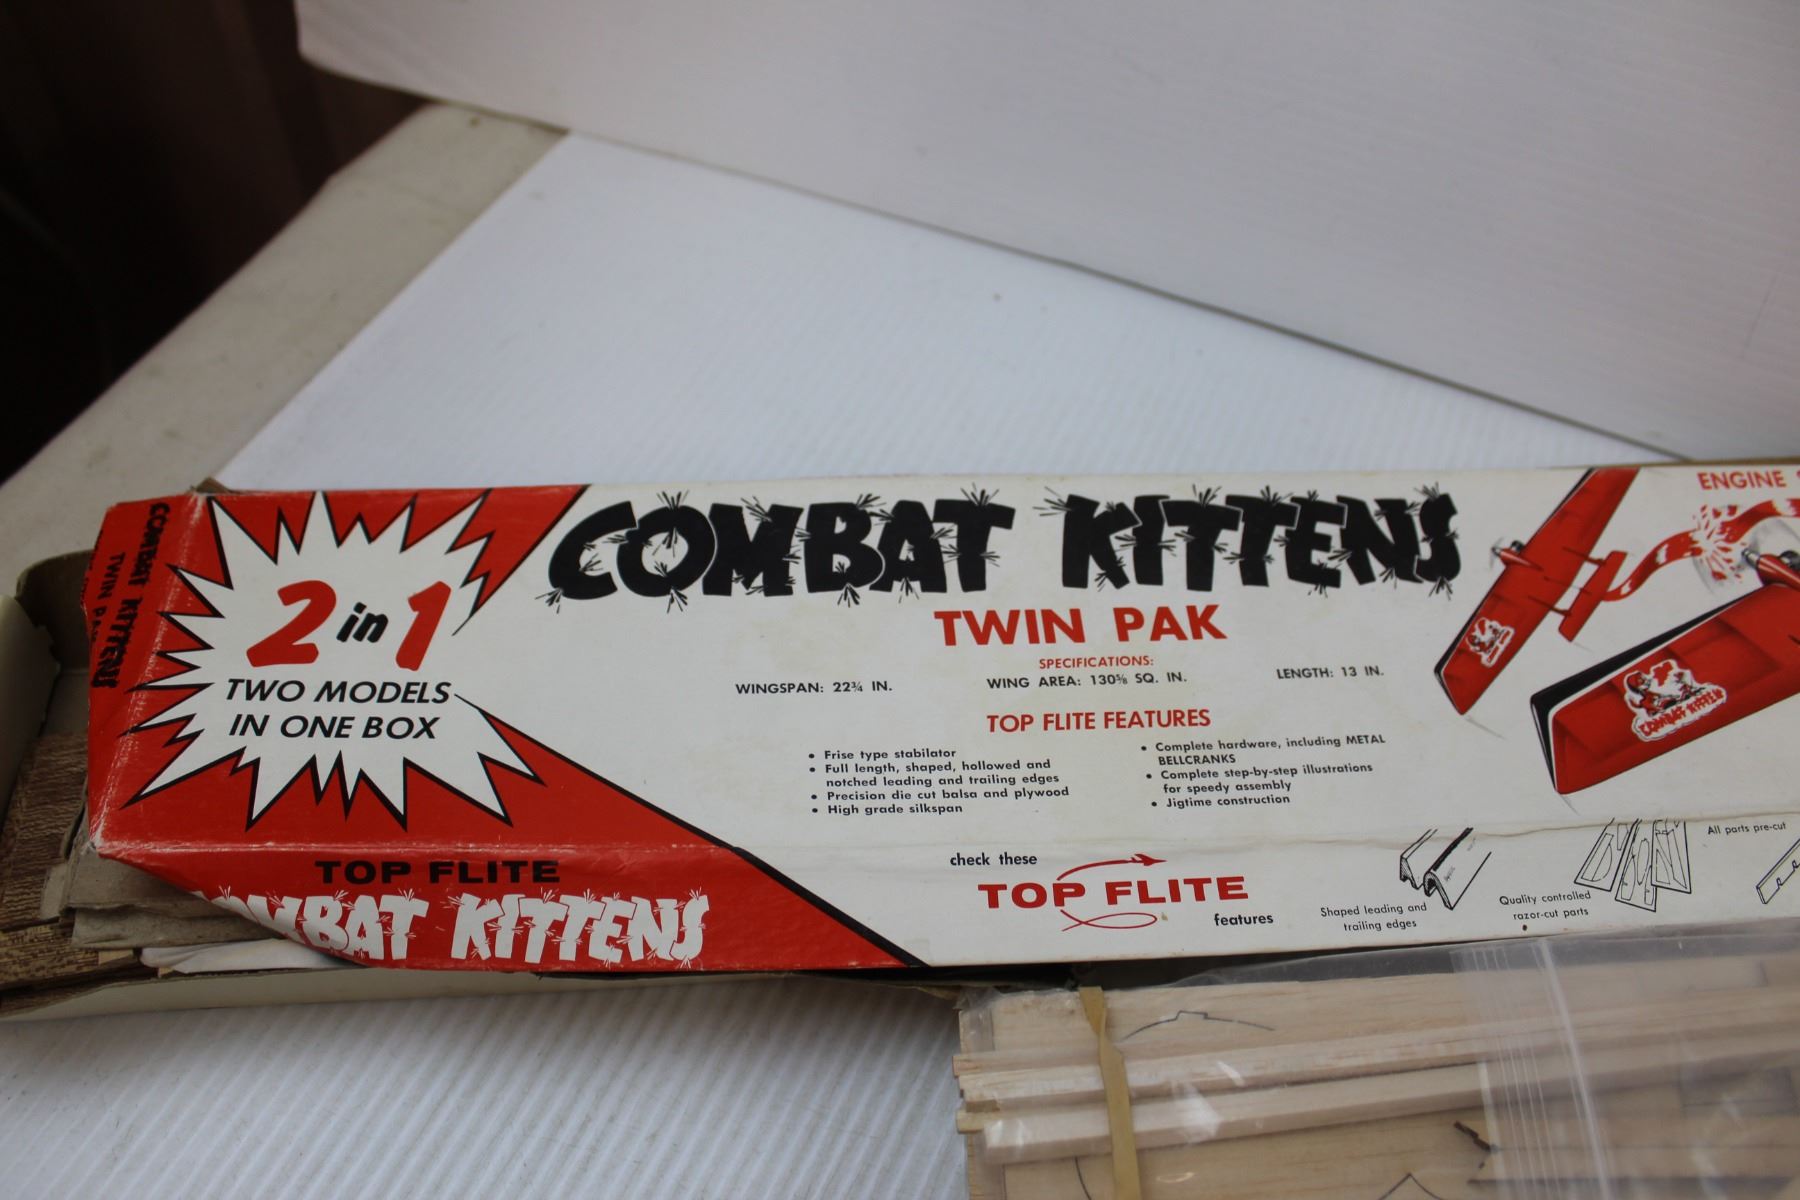 COMBAT KITTENS
TWIN PAK
2 in 1
TWO MODELS
IN ONE BOX
COMBAT KITTENS
TWIN PAK
SPECIFICATIONS:
WINGSPAN: 22¾ IN.
WING AREA: 130⅝ SQ. IN.
LENGTH: 13 IN.
TOP FLITE FEATURES
• Frise type stabilator
• Full length, shaped, hollowed and
notched leading and trailing edges
• Precision die cut balsa and plywood
• High grade silkspan
• Complete hardware, including METAL
BELLCRANKS
• Complete step-by-step illustrations
for speedy assembly
• Jigtime construction
ENGINE
COMBAT KITTEN
TOP FLITE
MBAT KITTENS
check these
TOP FLITE
features
Shaped leading and
trailing edges
Quality controlled
razor-cut parts
All parts pre-cut